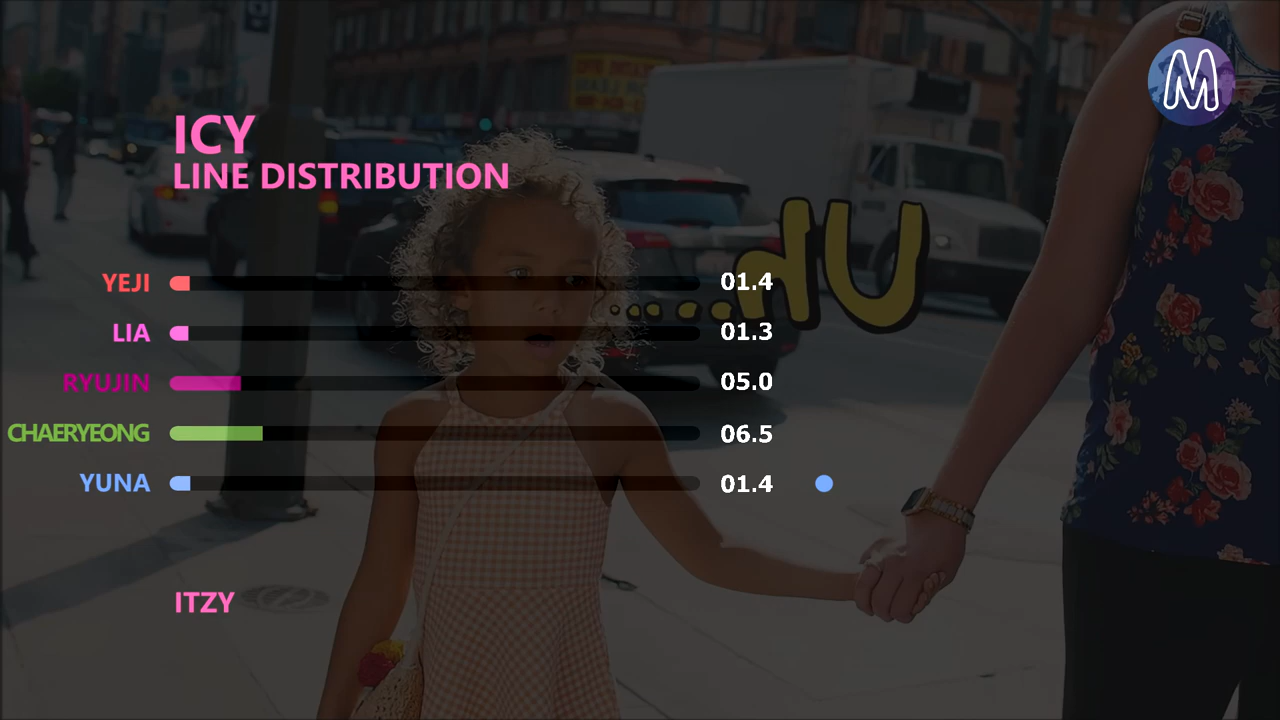 M
ICY
LINE DISTRIBUTION
UH
YEJI 01.4
LIA 01.3
RYUJIN 05.0
CHAERYEONG 06.5
YUNA 01.4
ITZY